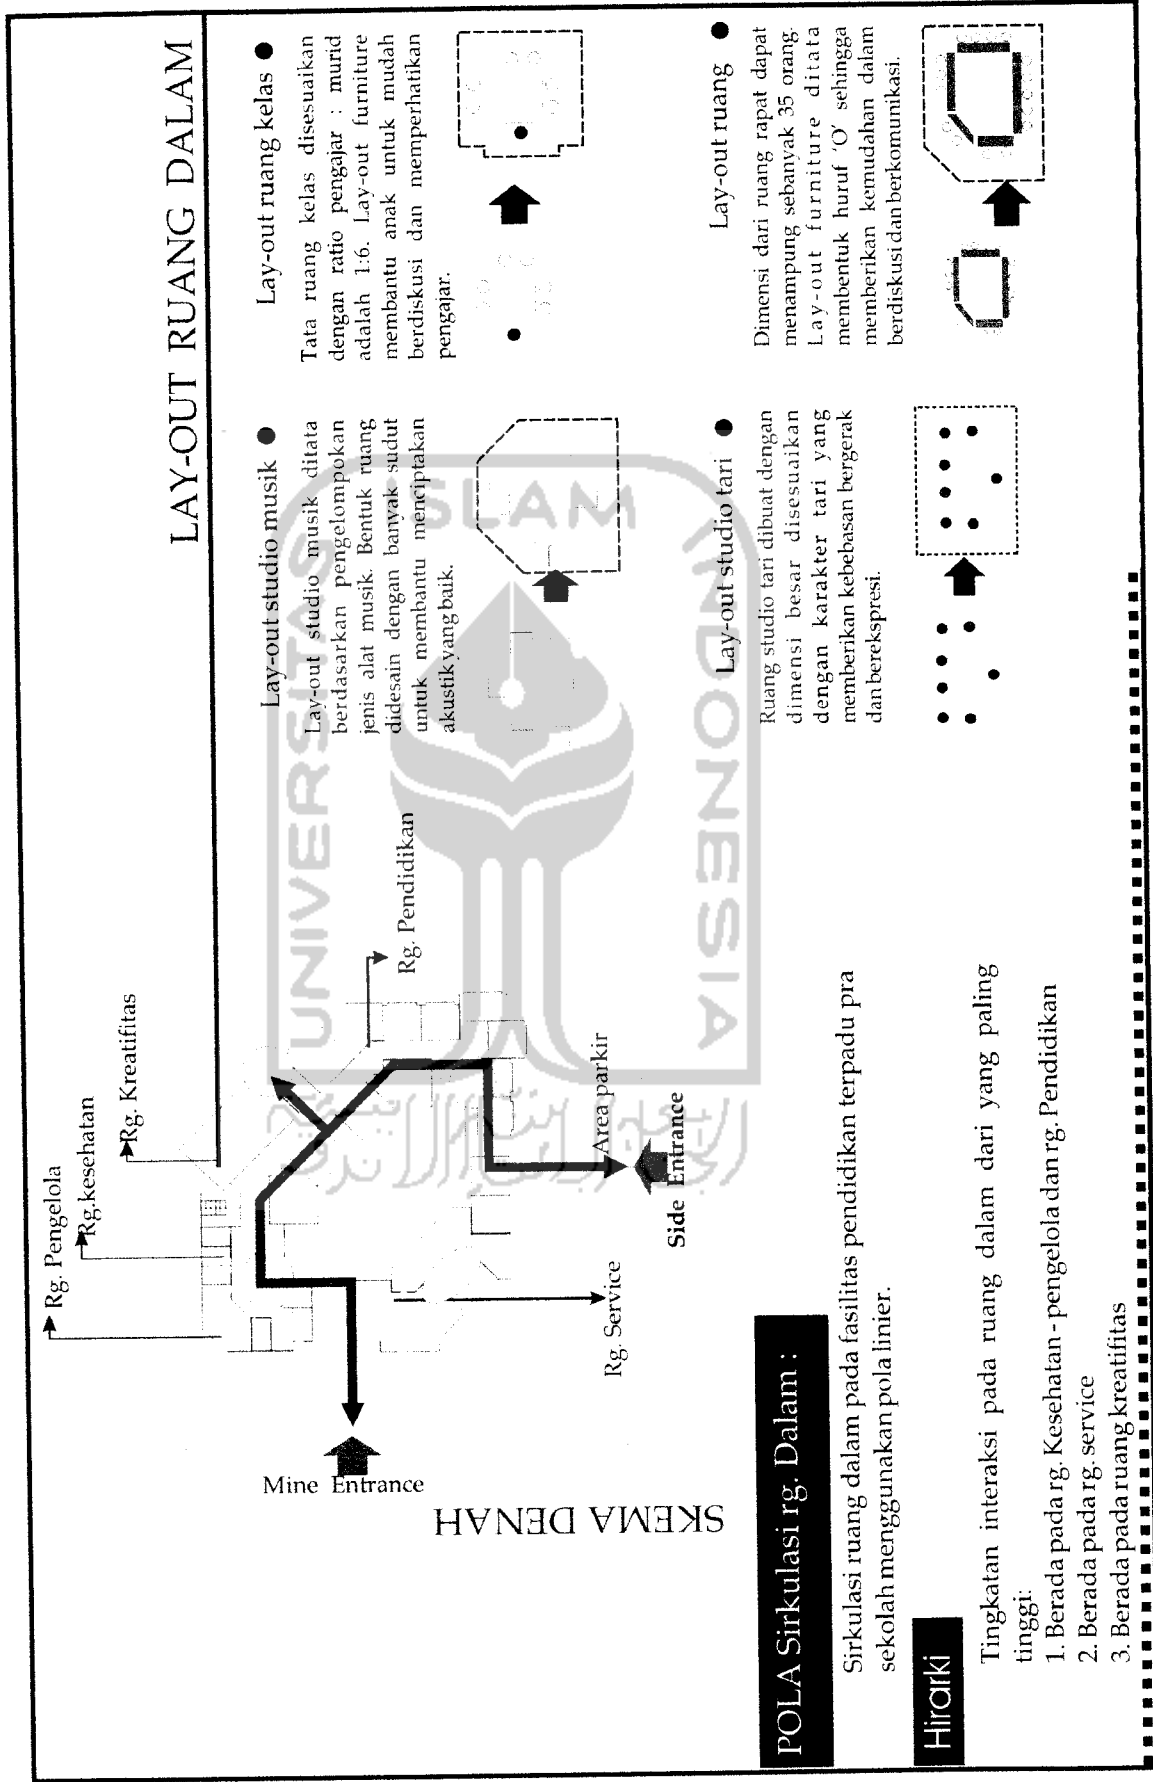 LAY-OUT RUANG DALAM
Rg. Pengelola
Rg.kesehatan
Rg. Kreatifitas
Rg. Pendidikan
Mine Entrance
Rg. Service
Area parkir
Side Entrance
SKEMA DENAH
POLA Sirkulasi rg. Dalam :
Sirkulasi ruang dalam pada fasilitas pendidikan terpadu pra
sekolah menggunakan pola linier.
Hirarki
Tingkatan interaksi pada ruang dalam dari yang paling
tinggi:
1. Berada pada rg. Kesehatan - pengelola dan rg. Pendidikan
2. Berada pada rg. service
3. Berada pada ruang kreatifitas
Lay-out studio musik ●
Lay-out studio musik ditata
berdasarkan pengelompokan
jenis alat musik. Bentuk ruang
didesain dengan banyak sudut
untuk membantu menciptakan
akustik yang baik.
Lay-out ruang kelas ●
Tata ruang kelas disesuaikan
dengan ratio pengajar : murid
adalah 1:6. Lay-out furniture
membantu anak untuk mudah
berdiskusi dan memperhatikan
pengajar.
Lay-out studio tari ●
Ruang studio tari dibuat dengan
dimensi besar disesuaikan
dengan karakter tari yang
memberikan kebebasan bergerak
dan berekspresi.
Lay-out ruang ●
Dimensi dari ruang rapat dapat
menampung sebanyak 35 orang.
Lay-out furniture ditata
membentuk huruf 'O' sehingga
memberikan kemudahan dalam
berdiskusi dan berkomunikasi.
UNIVERSITAS
ISLAM
INDONESIA